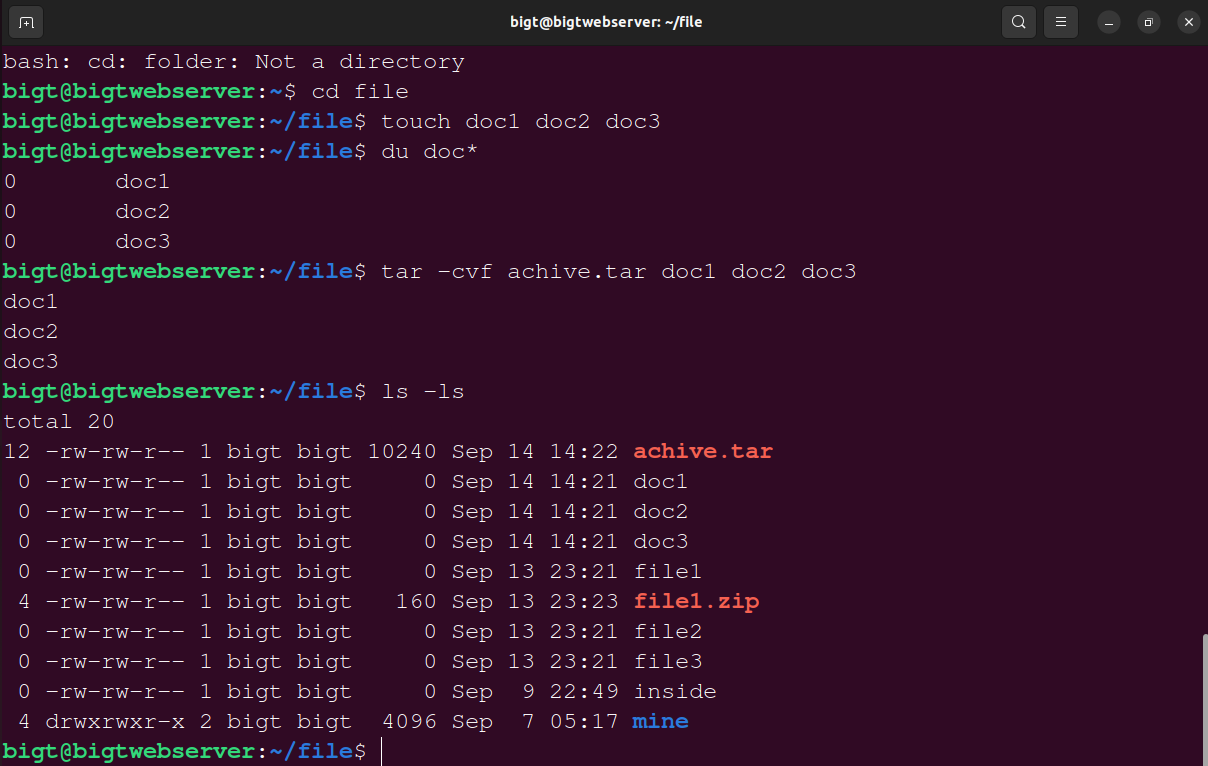 bigt@bigtwebserver: ~/file
bash: cd: folder: Not a directory
bigt@bigtwebserver:~$ cd file
bigt@bigtwebserver:~/file$ touch doc1 doc2 doc3
bigt@bigtwebserver:~/file$ du doc*
0       doc1
0       doc2
0       doc3
bigt@bigtwebserver:~/file$ tar -cvf achive.tar doc1 doc2 doc3
doc1
doc2
doc3
bigt@bigtwebserver:~/file$ ls -ls
total 20
12 -rw-rw-r-- 1 bigt bigt 10240 Sep 14 14:22 achive.tar
 0 -rw-rw-r-- 1 bigt bigt     0 Sep 14 14:21 doc1
 0 -rw-rw-r-- 1 bigt bigt     0 Sep 14 14:21 doc2
 0 -rw-rw-r-- 1 bigt bigt     0 Sep 14 14:21 doc3
 0 -rw-rw-r-- 1 bigt bigt     0 Sep 13 23:21 file1
 4 -rw-rw-r-- 1 bigt bigt   160 Sep 13 23:23 file1.zip
 0 -rw-rw-r-- 1 bigt bigt     0 Sep 13 23:21 file2
 0 -rw-rw-r-- 1 bigt bigt     0 Sep 13 23:21 file3
 0 -rw-rw-r-- 1 bigt bigt     0 Sep  9 22:49 inside
 4 drwxrwxr-x 2 bigt bigt  4096 Sep  7 05:17 mine
bigt@bigtwebserver:~/file$